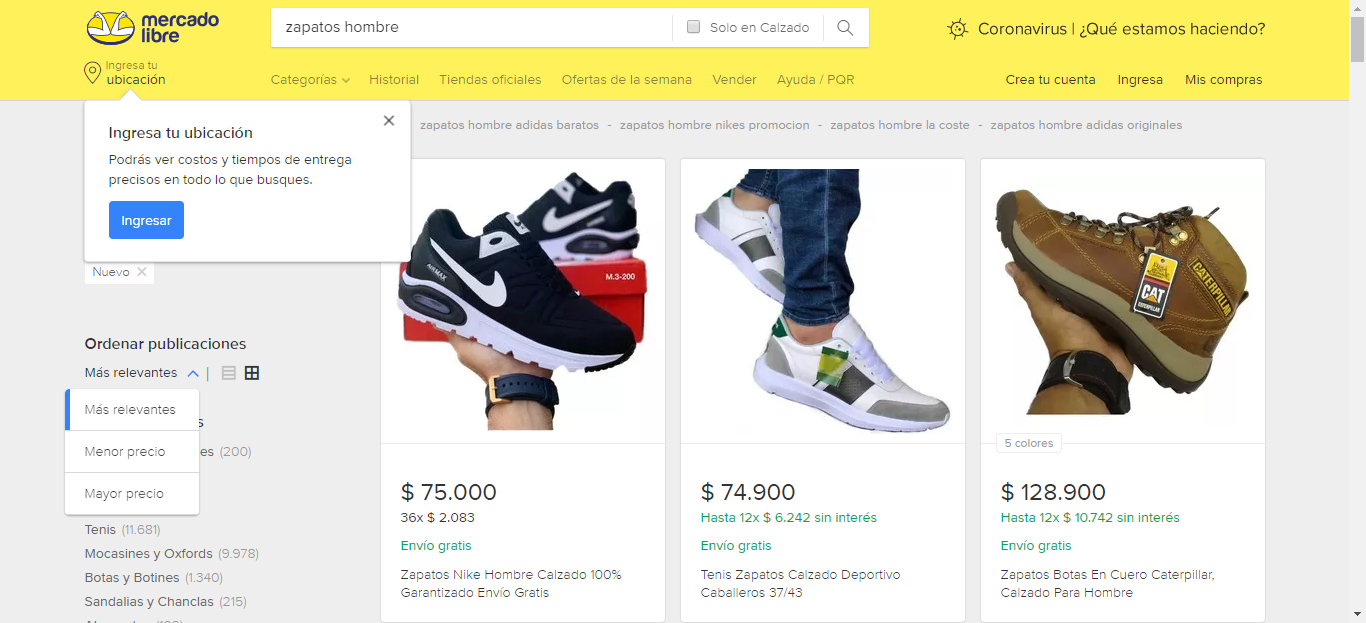 mercado
libre
zapatos hombre
Solo en Calzado
Coronavirus | ¿Qué estamos haciendo?
Ingresa tu
ubicación
Categorías
Historial
Tiendas oficiales
Ofertas de la semana
Vender
Ayuda / PQR
Crea tu cuenta
Ingresa
Mis compras
Ingresa tu ubicación
Podrás ver costos y tiempos de entrega
precisos en todo lo que busques.
Ingresar
zapatos hombre adidas baratos - zapatos hombre nikes promocion - zapatos hombre la coste - zapatos hombre adidas originales
Nuevo
Ordenar publicaciones
Más relevantes
Más relevantes
Menor precio
Mayor precio
(200)
Tenis (11.681)
Mocasines y Oxfords (9.978)
Botas y Botines (1.340)
Sandalias y Chanclas (215)
AIRMAX
M.3-200
$ 75.000
36x $ 2.083
Envío gratis
Zapatos Nike Hombre Calzado 100%
Garantizado Envío Gratis
$ 74.900
Hasta 12x $ 6.242 sin interés
Envío gratis
Tenis Zapatos Calzado Deportivo
Caballeros 37/43
CATERPILLAR
CAT
CATERPILLAR
5 colores
$ 128.900
Hasta 12x $ 10.742 sin interés
Envío gratis
Zapatos Botas En Cuero Caterpillar,
Calzado Para Hombre